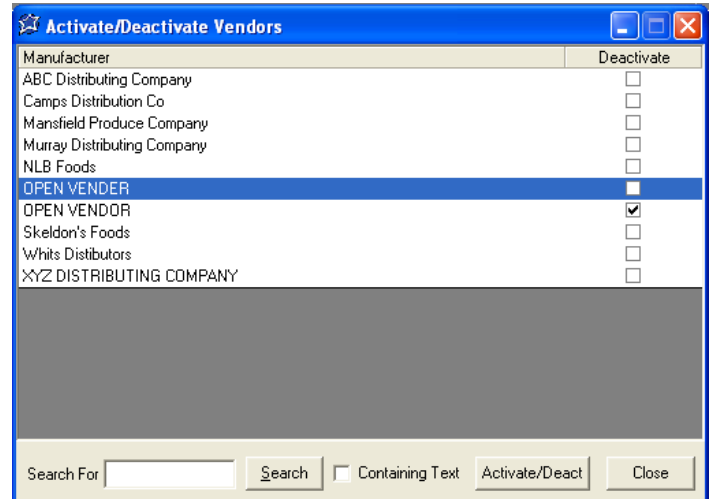 Activate/Deactivate Vendors
Manufacturer Deactivate
ABC Distributing Company
Camps Distribution Co
Mansfield Produce Company
Murray Distributing Company
NLB Foods
OPEN VENDER
OPEN VENDOR
Skeldon's Foods
Whits Distibutors
XYZ DISTRIBUTING COMPANY
Search For Search Containing Text Activate/Deact Close